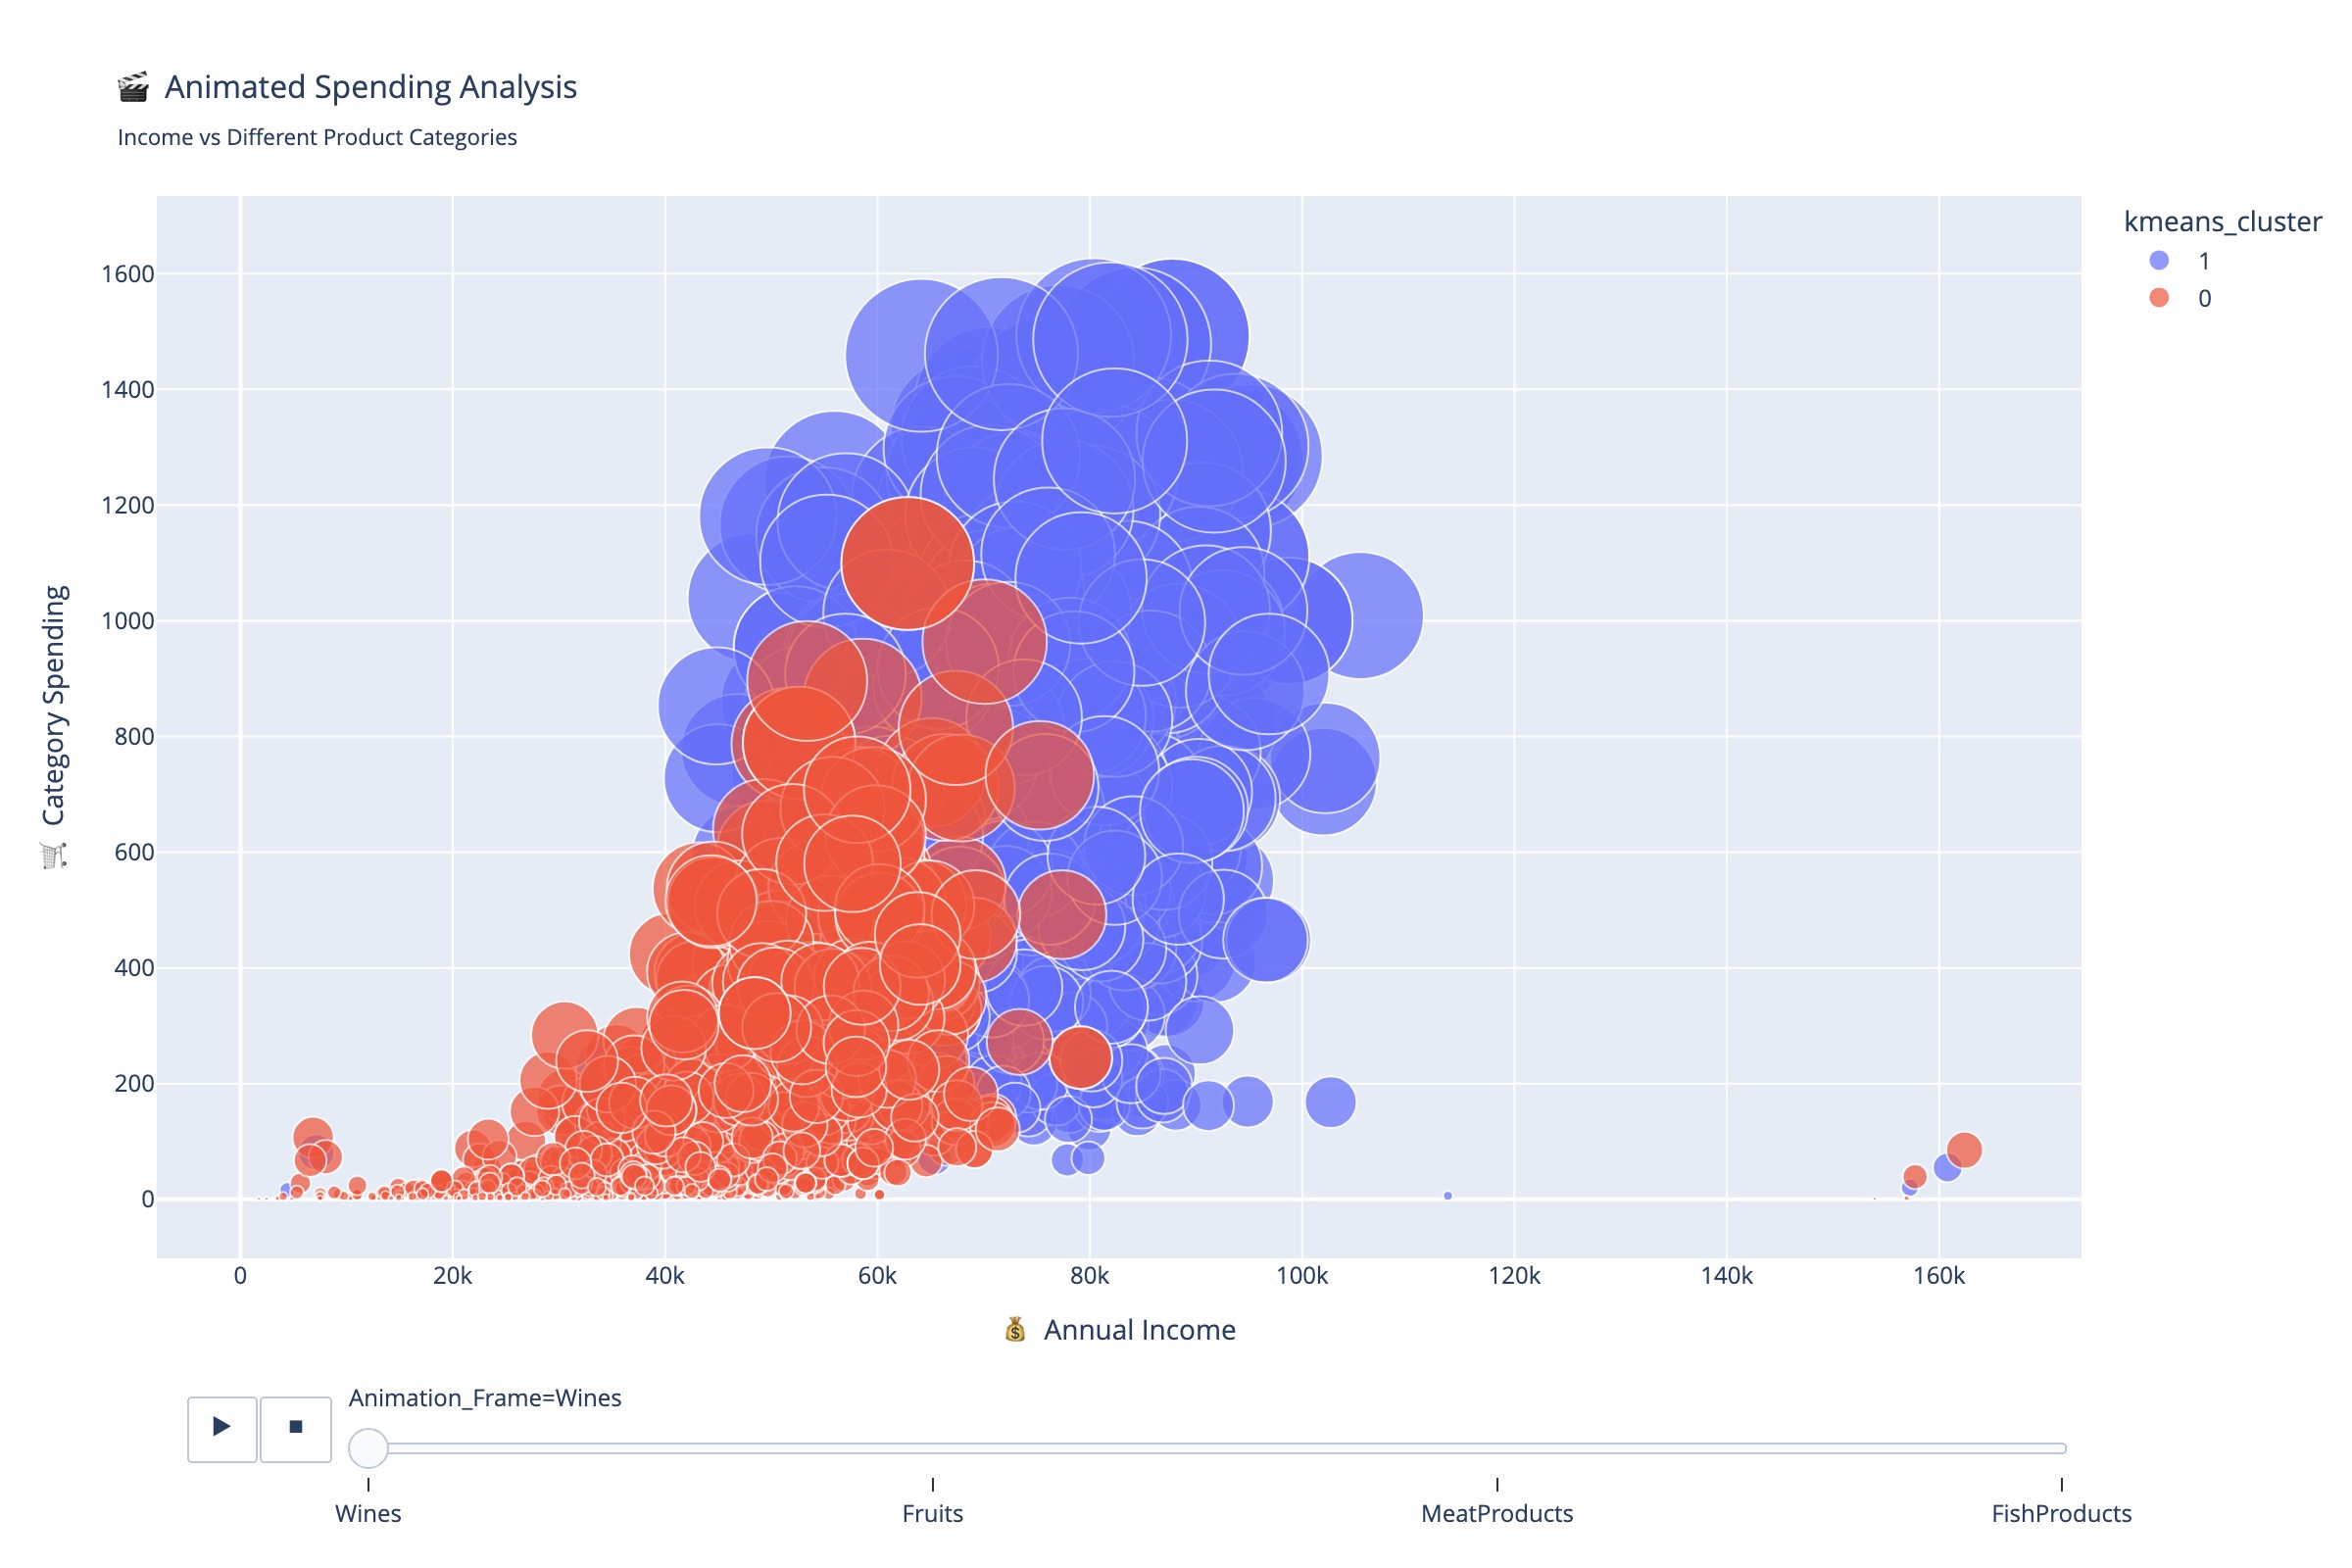 🎬 Animated Spending Analysis
Income vs Different Product Categories
kmeans_cluster
1
0
🛒 Category Spending
1600
1400
1200
1000
800
600
400
200
0
0 20k 40k 60k 80k 100k 120k 140k 160k
💰 Annual Income
Animation_Frame=Wines
▶ ■
Wines Fruits MeatProducts FishProducts